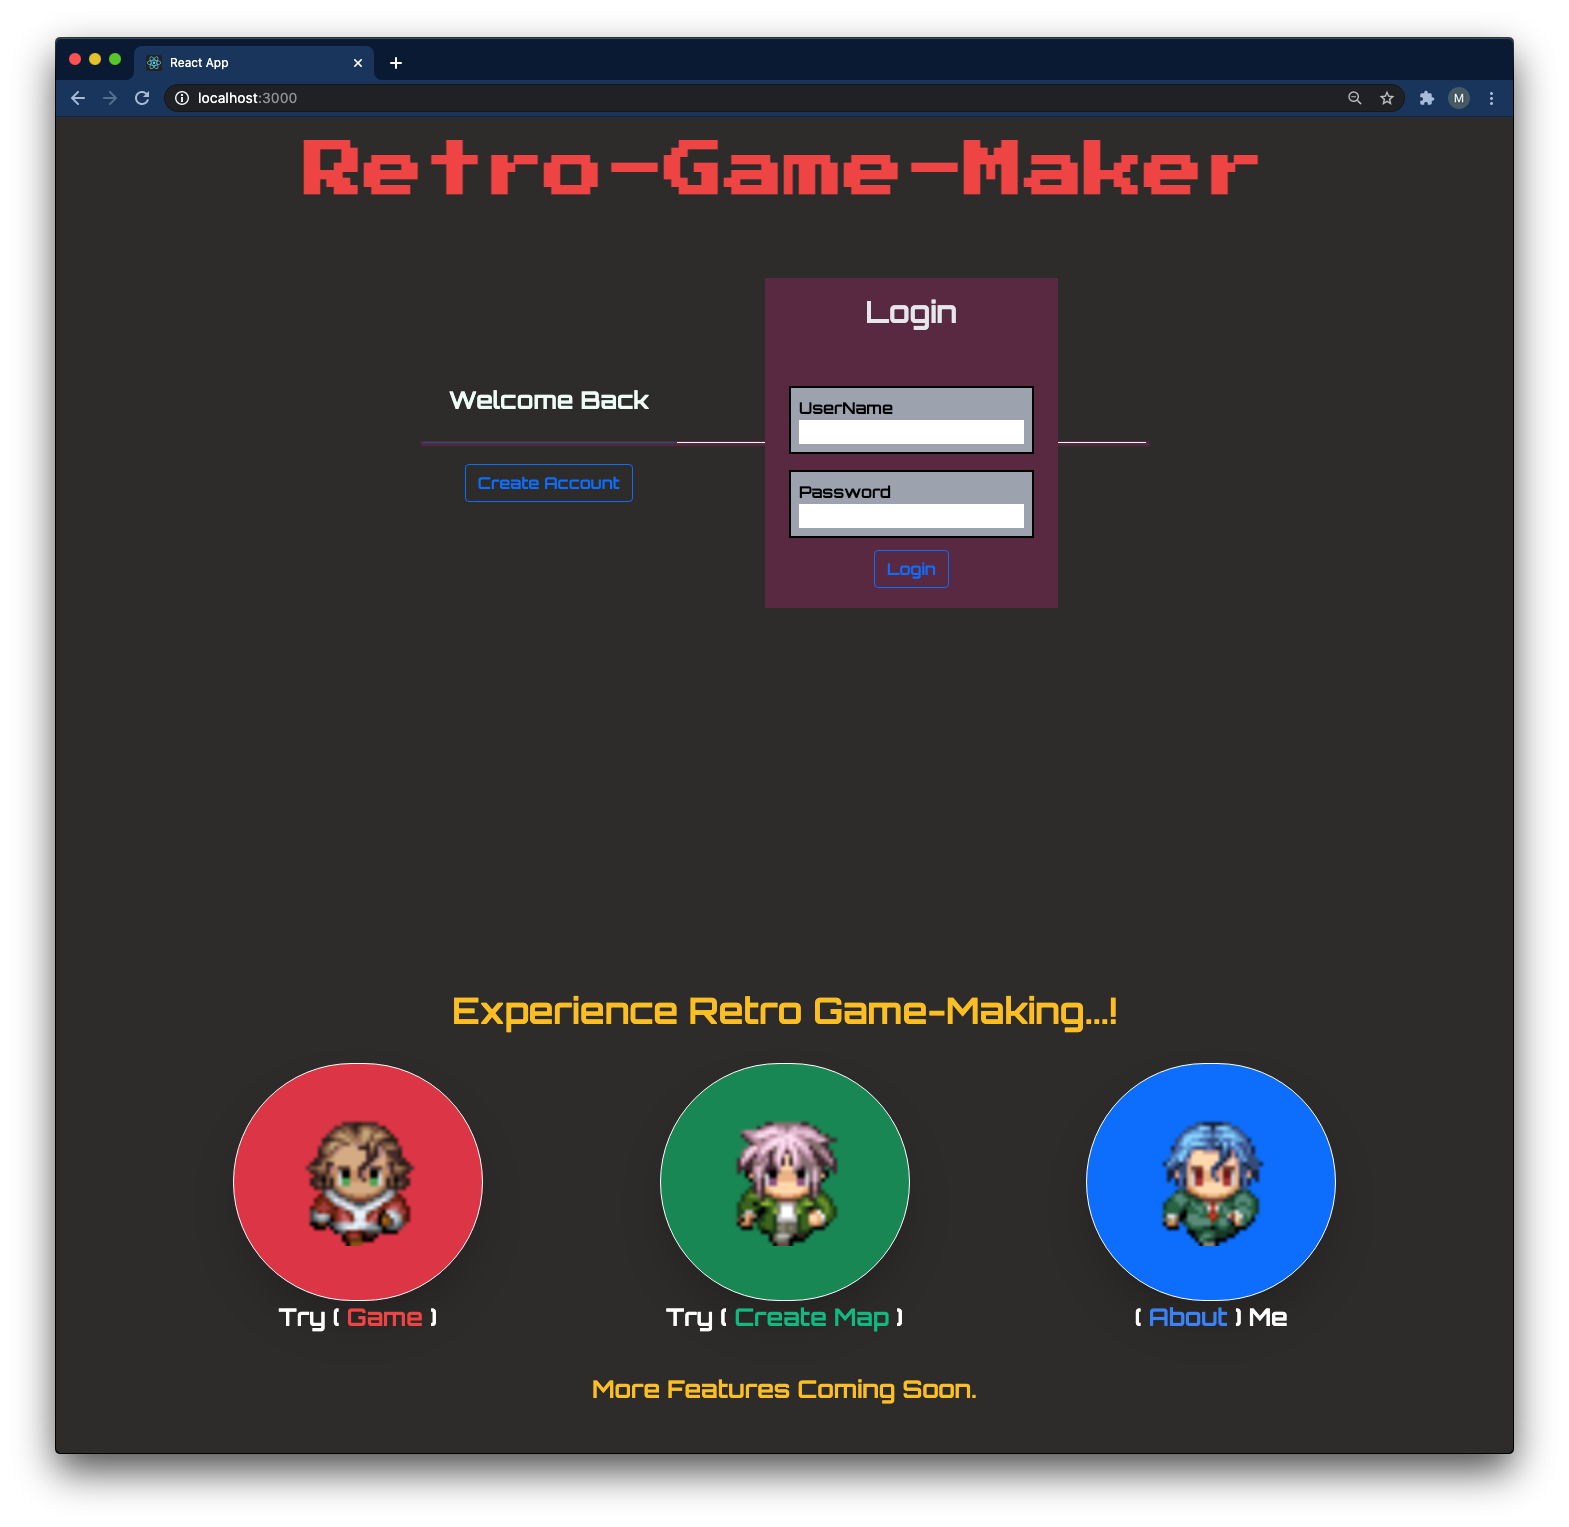 React App
localhost:3000
M
Retro-Game-Maker
Login
Welcome Back
UserName
Create Account
Password
Login
Experience Retro Game-Making...!
Try ( Game )
Try ( Create Map )
( About ) Me
More Features Coming Soon.